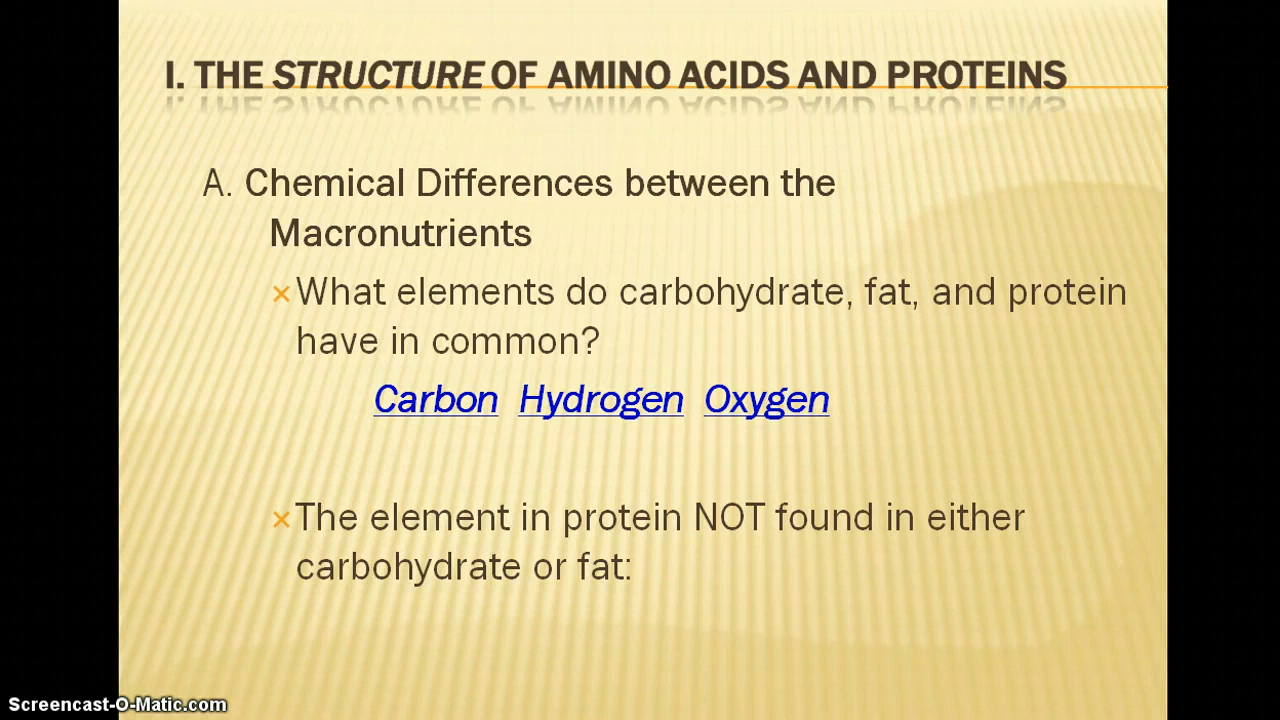 I. THE STRUCTURE OF AMINO ACIDS AND PROTEINS
A. Chemical Differences between the
Macronutrients
What elements do carbohydrate, fat, and protein
have in common?
Carbon Hydrogen Oxygen
The element in protein NOT found in either
carbohydrate or fat:
Screencast-O-Matic.com